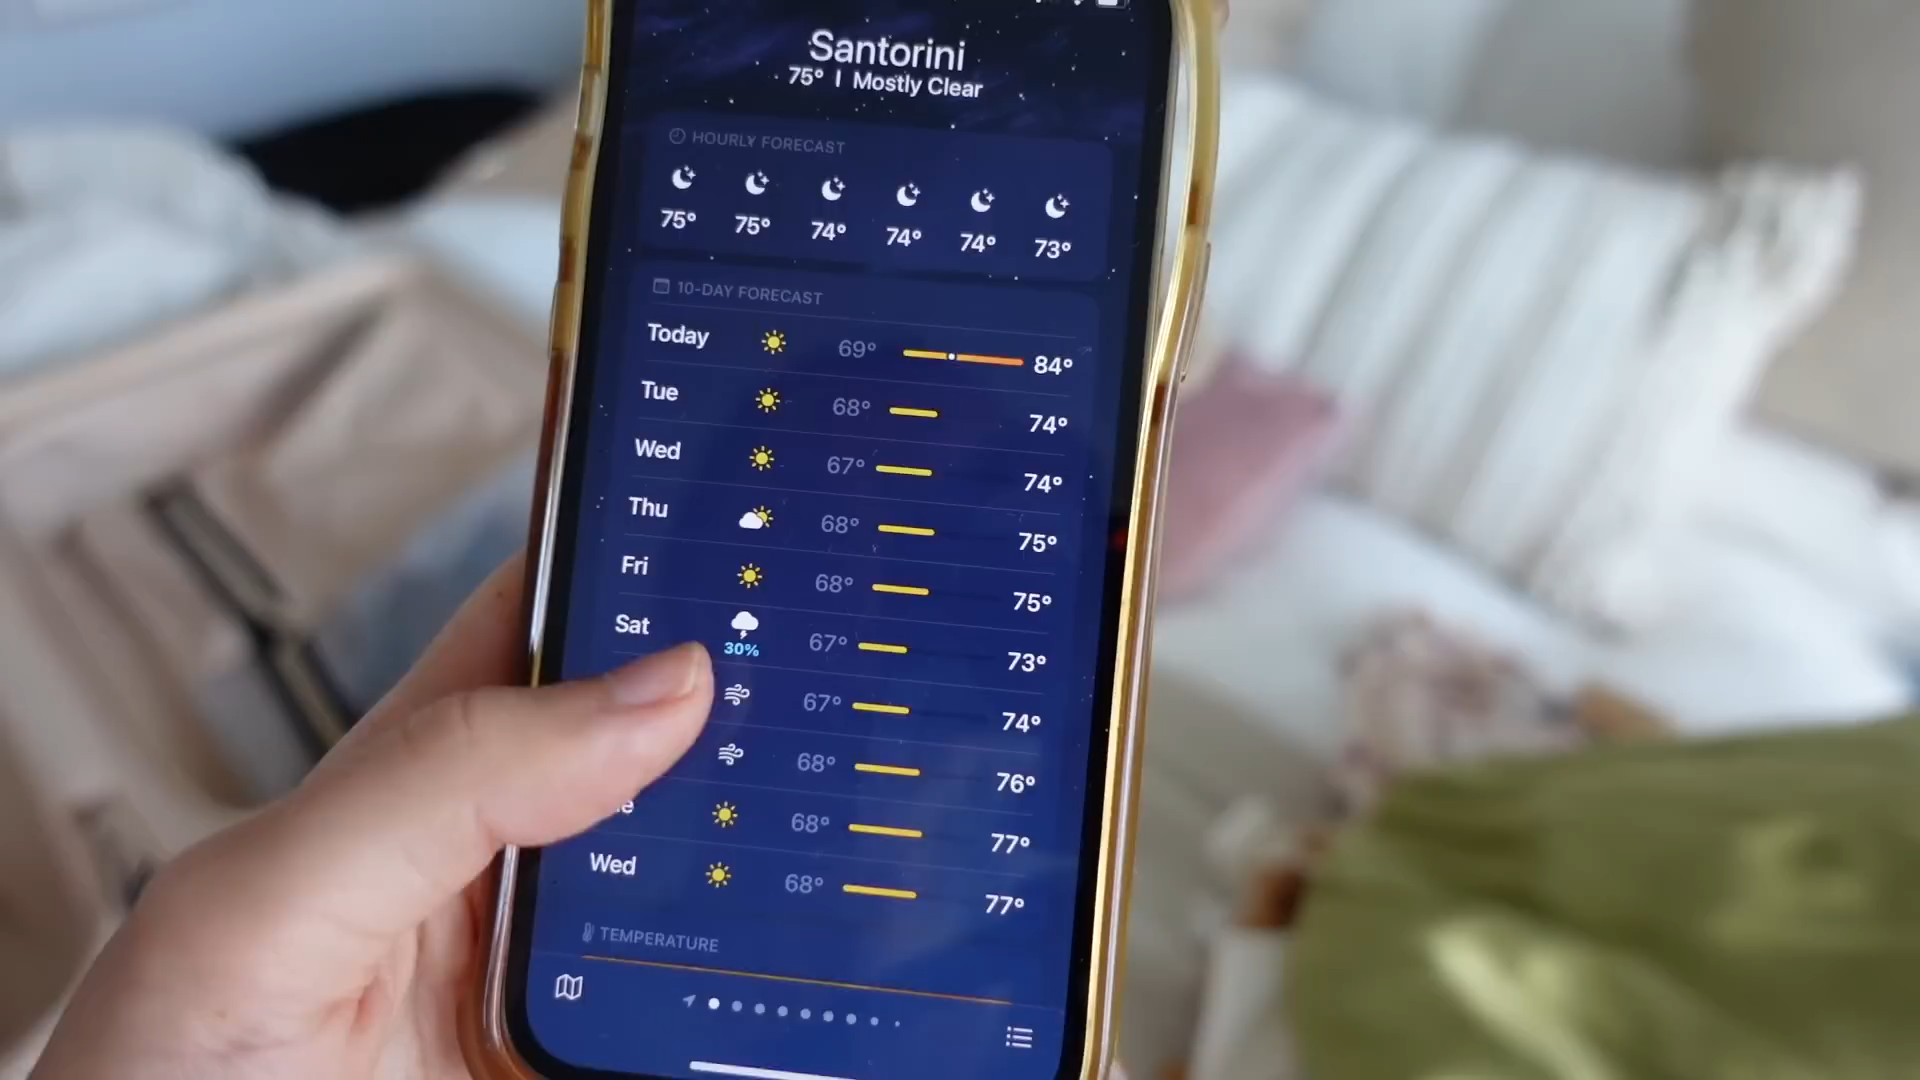 Santorini
75° | Mostly Clear
HOURLY FORECAST
75° 75° 74° 74° 74° 73°
10-DAY FORECAST
Today 69° 84°
Tue 68° 74°
Wed 67° 74°
Thu 68° 75°
Fri 68° 75°
Sat 30% 67° 73°
67° 74°
68° 76°
e 68° 77°
Wed 68° 77°
TEMPERATURE